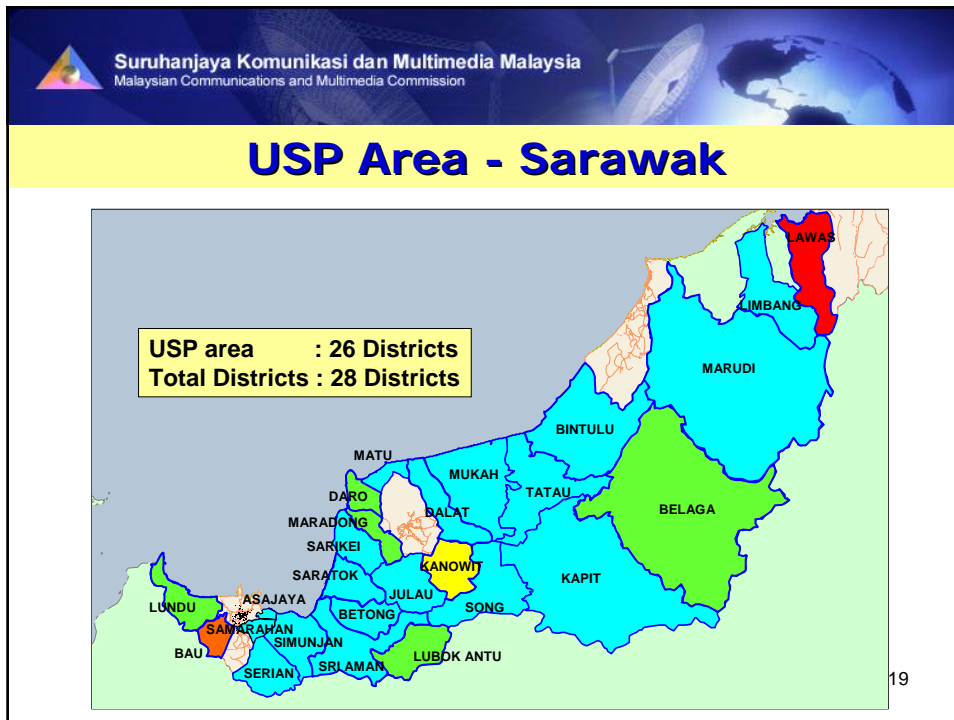 Suruhanjaya Komunikasi dan Multimedia Malaysia
Malaysian Communications and Multimedia Commission
USP Area - Sarawak
LAWAS
LIMBANG
USP area : 26 Districts
Total Districts : 28 Districts
MARUDI
BINTULU
MATU
MUKAH
TATAU
DARO
DALAT
BELAGA
MARADONG
SARIKEI
KANOWIT
SARATOK
KAPIT
JULAU
ASAJAYA
LUNDU
BETONG
SONG
SAMARAHAN
SIMUNJAN
BAU
LUBOK ANTU
SRI AMAN
SERIAN
19